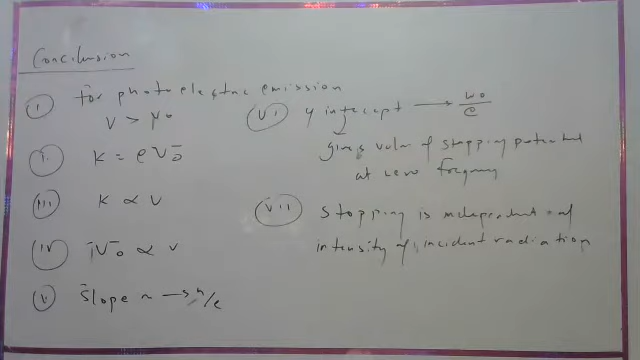 Conclusion
(i) For photoelectric emission
ν > ν₀
(ii) K = eV₀
(iii) K ∝ ν
(iv) V₀ ∝ ν
(v) Slope → h/e
(vi) y intercept → w₀/e
gives value of stopping potential
at zero frequency
(vii) Stopping is independent of
intensity of incident radiation